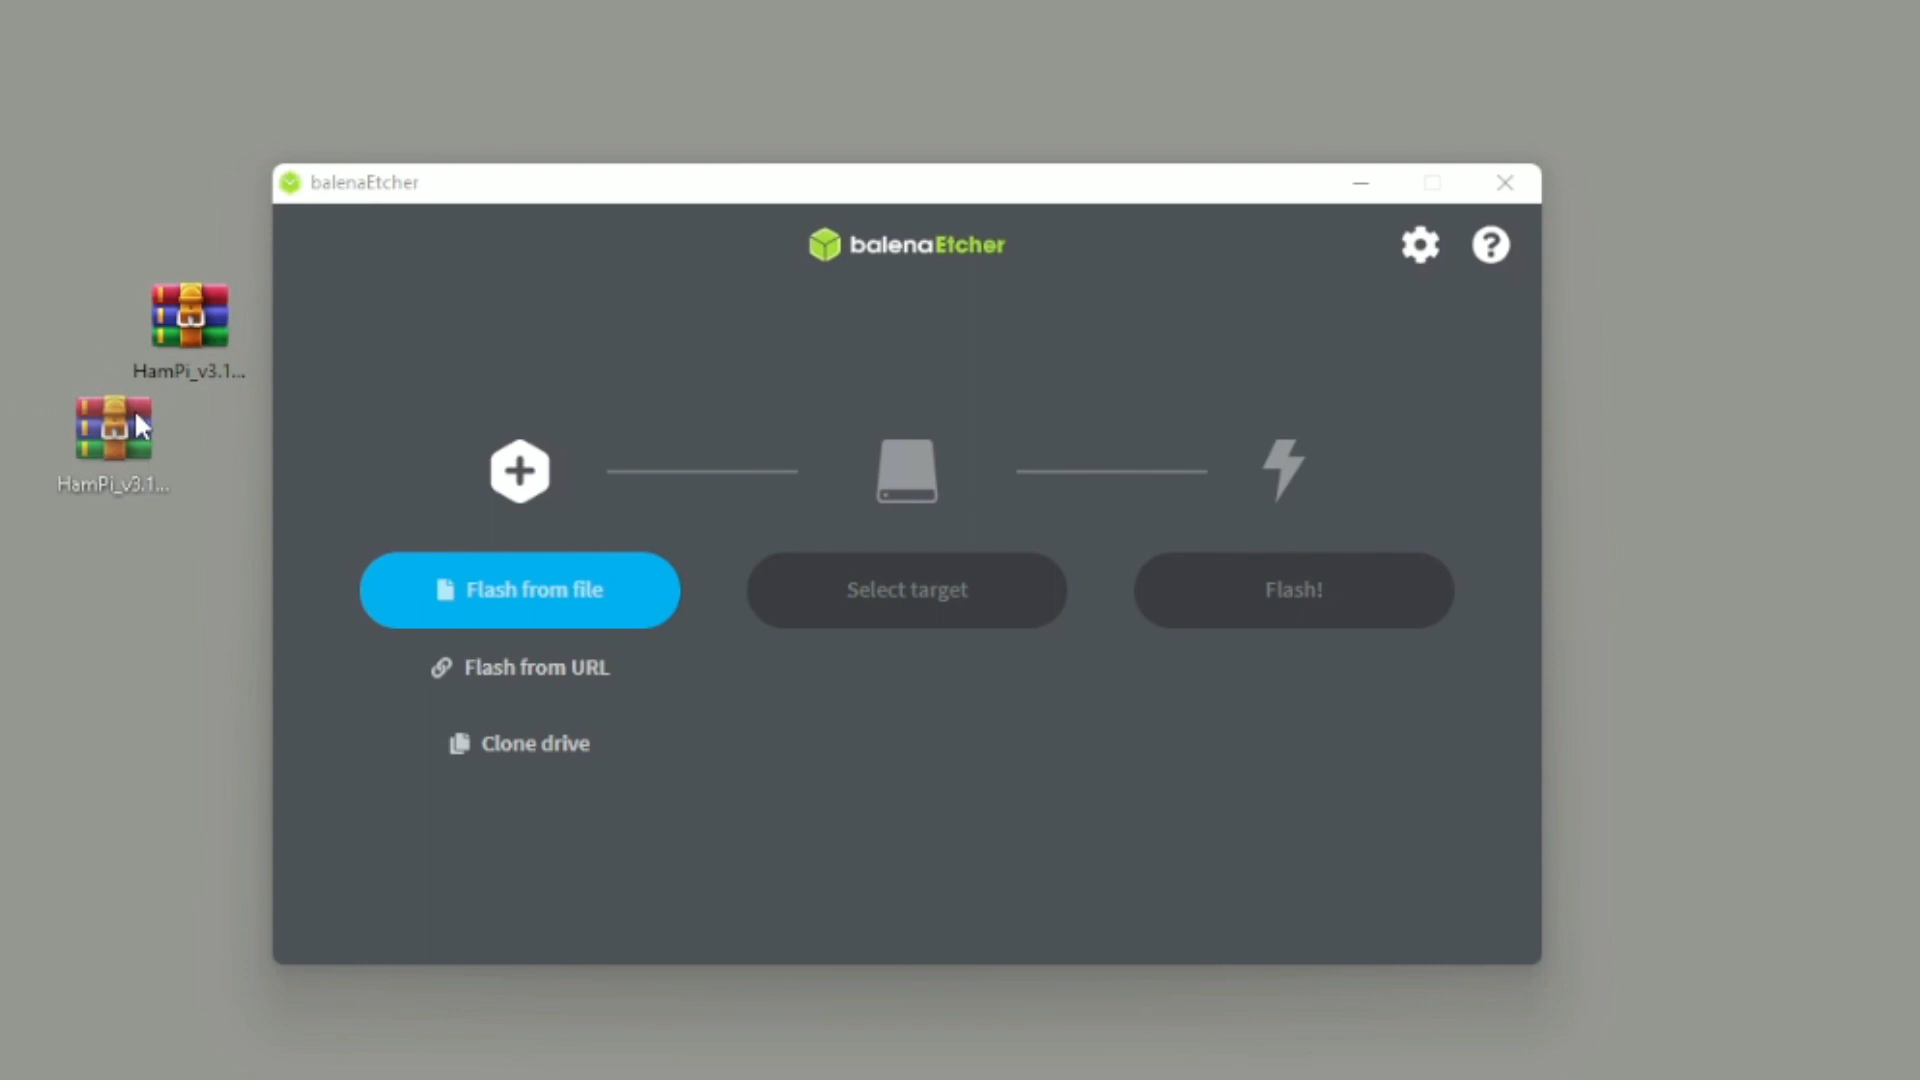 balenaEtcher
balenaEtcher
?
HamPi_v3.1...
HamPi_v3.1...
Flash from file
Select target
Flash!
Flash from URL
Clone drive